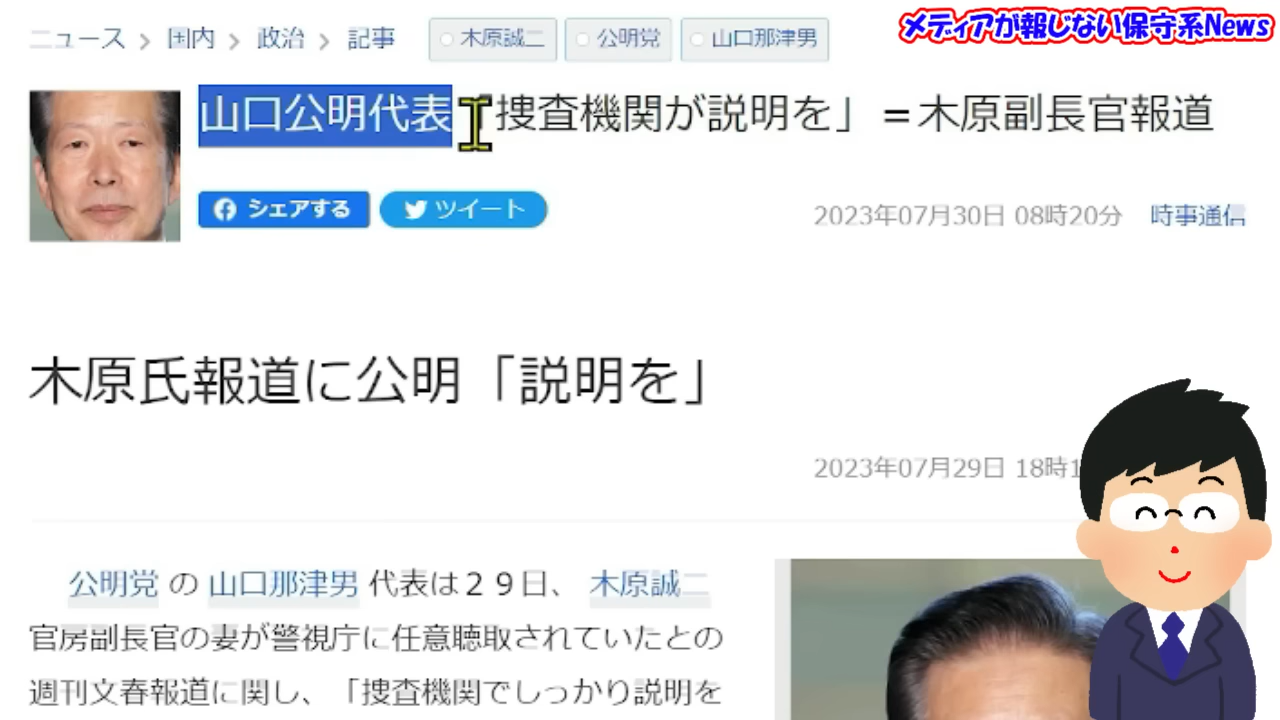 メディアが報じない保守系News
ニュース > 国内 > 政治 > 記事 木原誠二 公明党 山口那津男
山口公明代表「捜査機関が説明を」＝木原副長官報道
シェアする ツイート
2023年07月30日 08時20分 時事通信
木原氏報道に公明「説明を」
2023年07月29日 18時1
公明党 の 山口那津男 代表は２９日、 木原誠二
官房副長官の妻が警視庁に任意聴取されていたとの
週刊文春報道に関し、「捜査機関でしっかり説明を